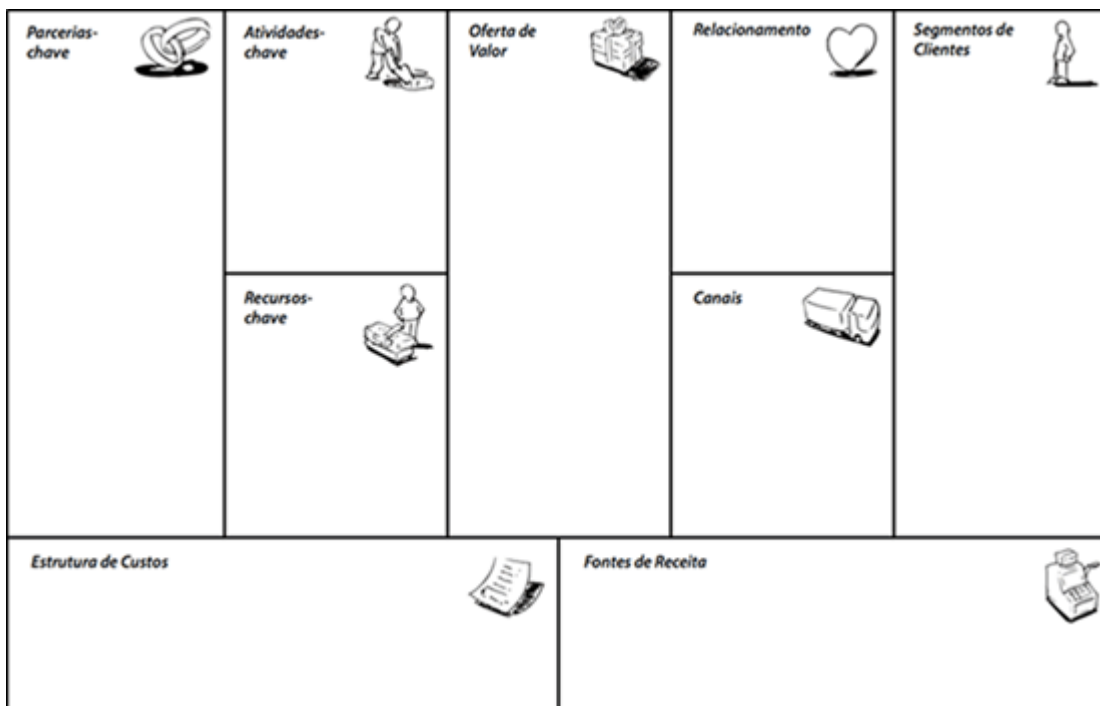 Parcerias-
chave
Atividades-
chave
Oferta de
Valor
Relacionamento
Segmentos de
Clientes
Recursos-
chave
Canais
Estrutura de Custos
Fontes de Receita